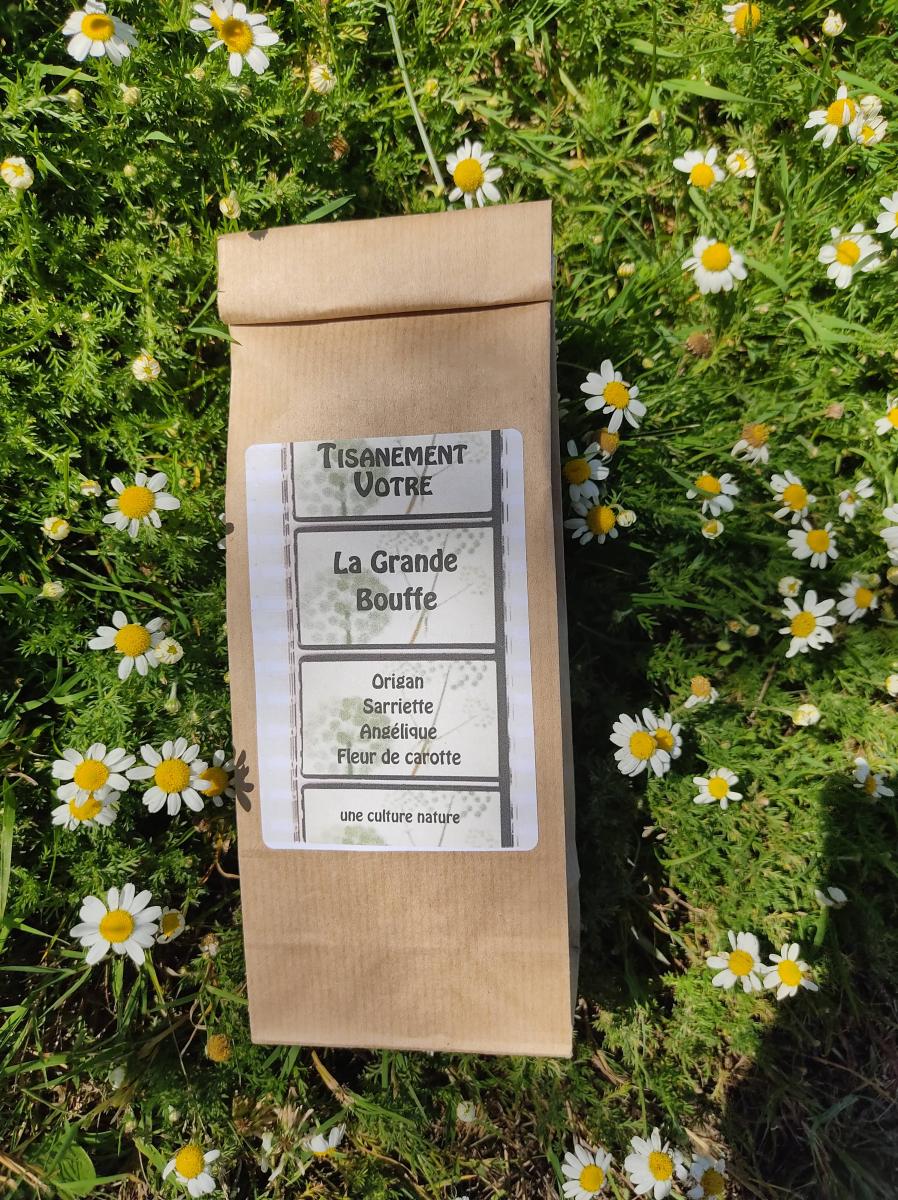 Tisanement
Votre
La Grande
Bouffe
Origan
Sarriette
Angélique
Fleur de carotte
une culture nature